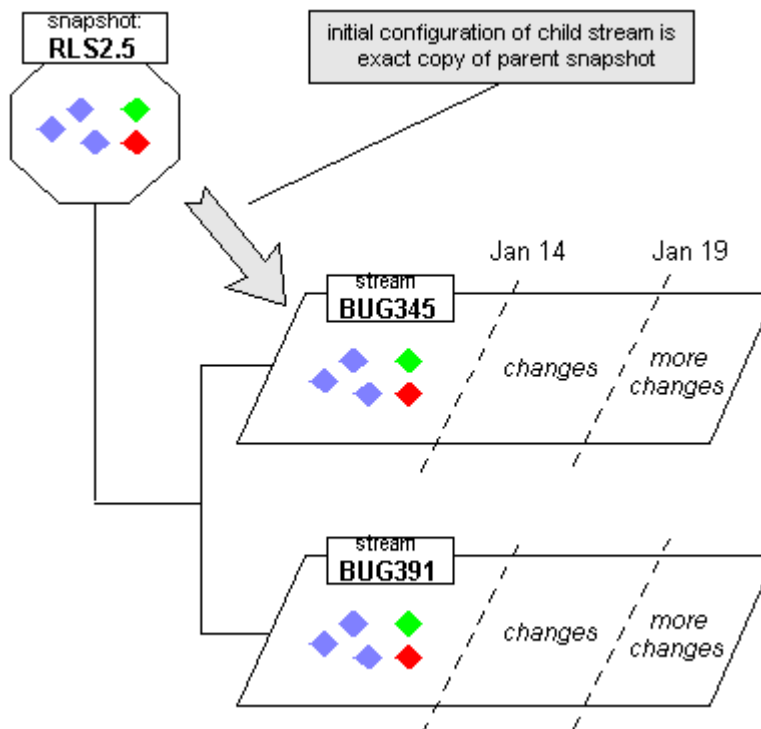 snapshot:
RLS2.5
initial configuration of child stream is
exact copy of parent snapshot
Jan 14
Jan 19
stream
BUG345
changes
more
changes
stream
BUG391
changes
more
changes